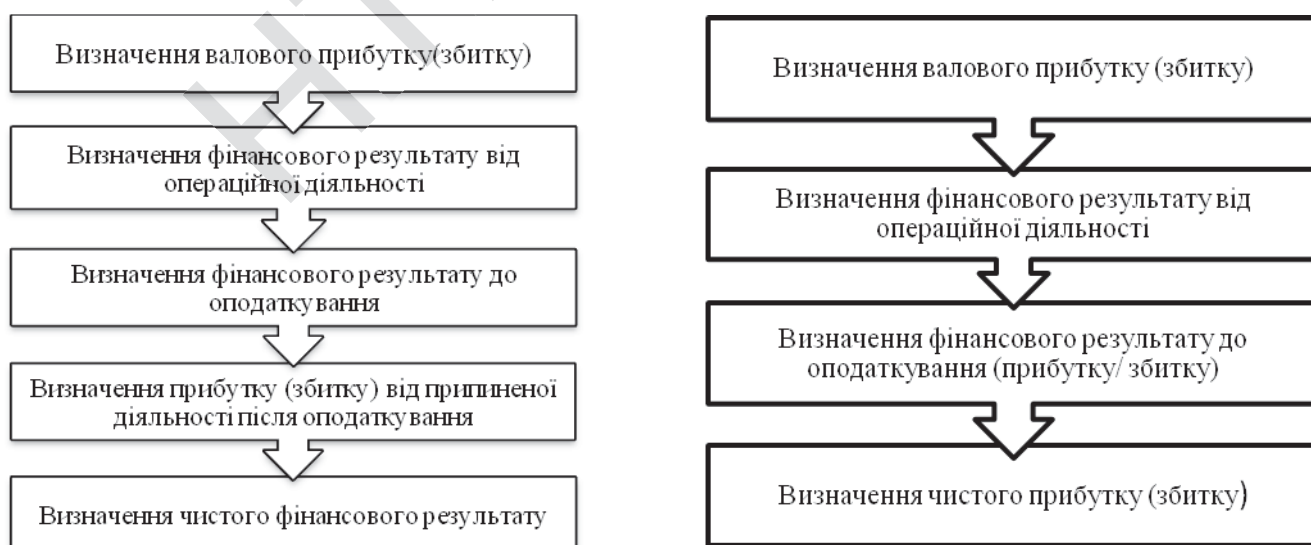 Визначення валового прибутку(збитку)
Визначення фінансового результату від
операційної діяльності
Визначення фінансового результату до
оподаткування
Визначення прибутку (збитку) від припиненої
діяльності після оподаткування
Визначення чистого фінансового результату
Визначення валового прибутку (збитку)
Визначення фінансового результату від
операційної діяльності
Визначення фінансового результату до
оподаткування (прибутку/ збитку)
Визначення чистого прибутку (збитку)